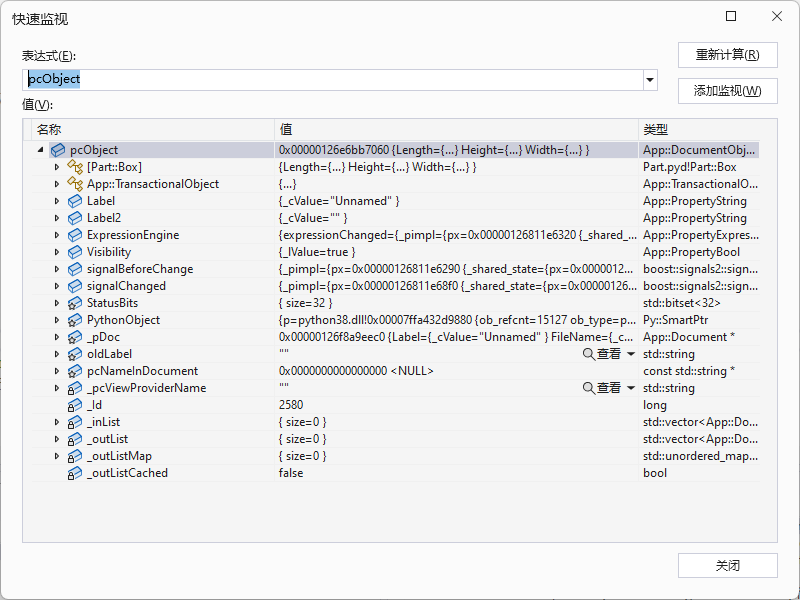 快速监视
表达式(E):
重新计算(R)
pcObject
添加监视(W)
值(V):
名称 值 类型
pcObject 0x00000126e6bb7060 {Length={...} Height={...} Width={...} } App::DocumentObj...
[Part::Box] {Length={...} Height={...} Width={...} } Part.pyd!Part::Box
App::TransactionalObject {...} App::TransactionalO...
Label {_cValue="Unnamed" } App::PropertyString
Label2 {_cValue="" } App::PropertyString
ExpressionEngine {expressionChanged={_pimpl={px=0x00000126811e6320 {_shared_... App::PropertyExpres...
Visibility {_lValue=true } App::PropertyBool
signalBeforeChange {_pimpl={px=0x00000126811e6290 {_shared_state={px=0x0000012... boost::signals2::sign...
signalChanged {_pimpl={px=0x00000126811e68f0 {_shared_state={px=0x00000126... boost::signals2::sign...
StatusBits { size=32 } std::bitset<32>
PythonObject {p=python38.dll!0x00007ffa432d9880 {ob_refcnt=15127 ob_type=p... Py::SmartPtr
_pDoc 0x00000126f8a9eec0 {Label={_cValue="Unnamed" } FileName={_c... App::Document *
oldLabel "" 查看 std::string
pcNameInDocument 0x0000000000000000 <NULL> const std::string *
_pcViewProviderName "" 查看 std::string
_Id 2580 long
_inList { size=0 } std::vector<App::Do...
_outList { size=0 } std::vector<App::Do...
_outListMap { size=0 } std::unordered_map...
_outListCached false bool
关闭